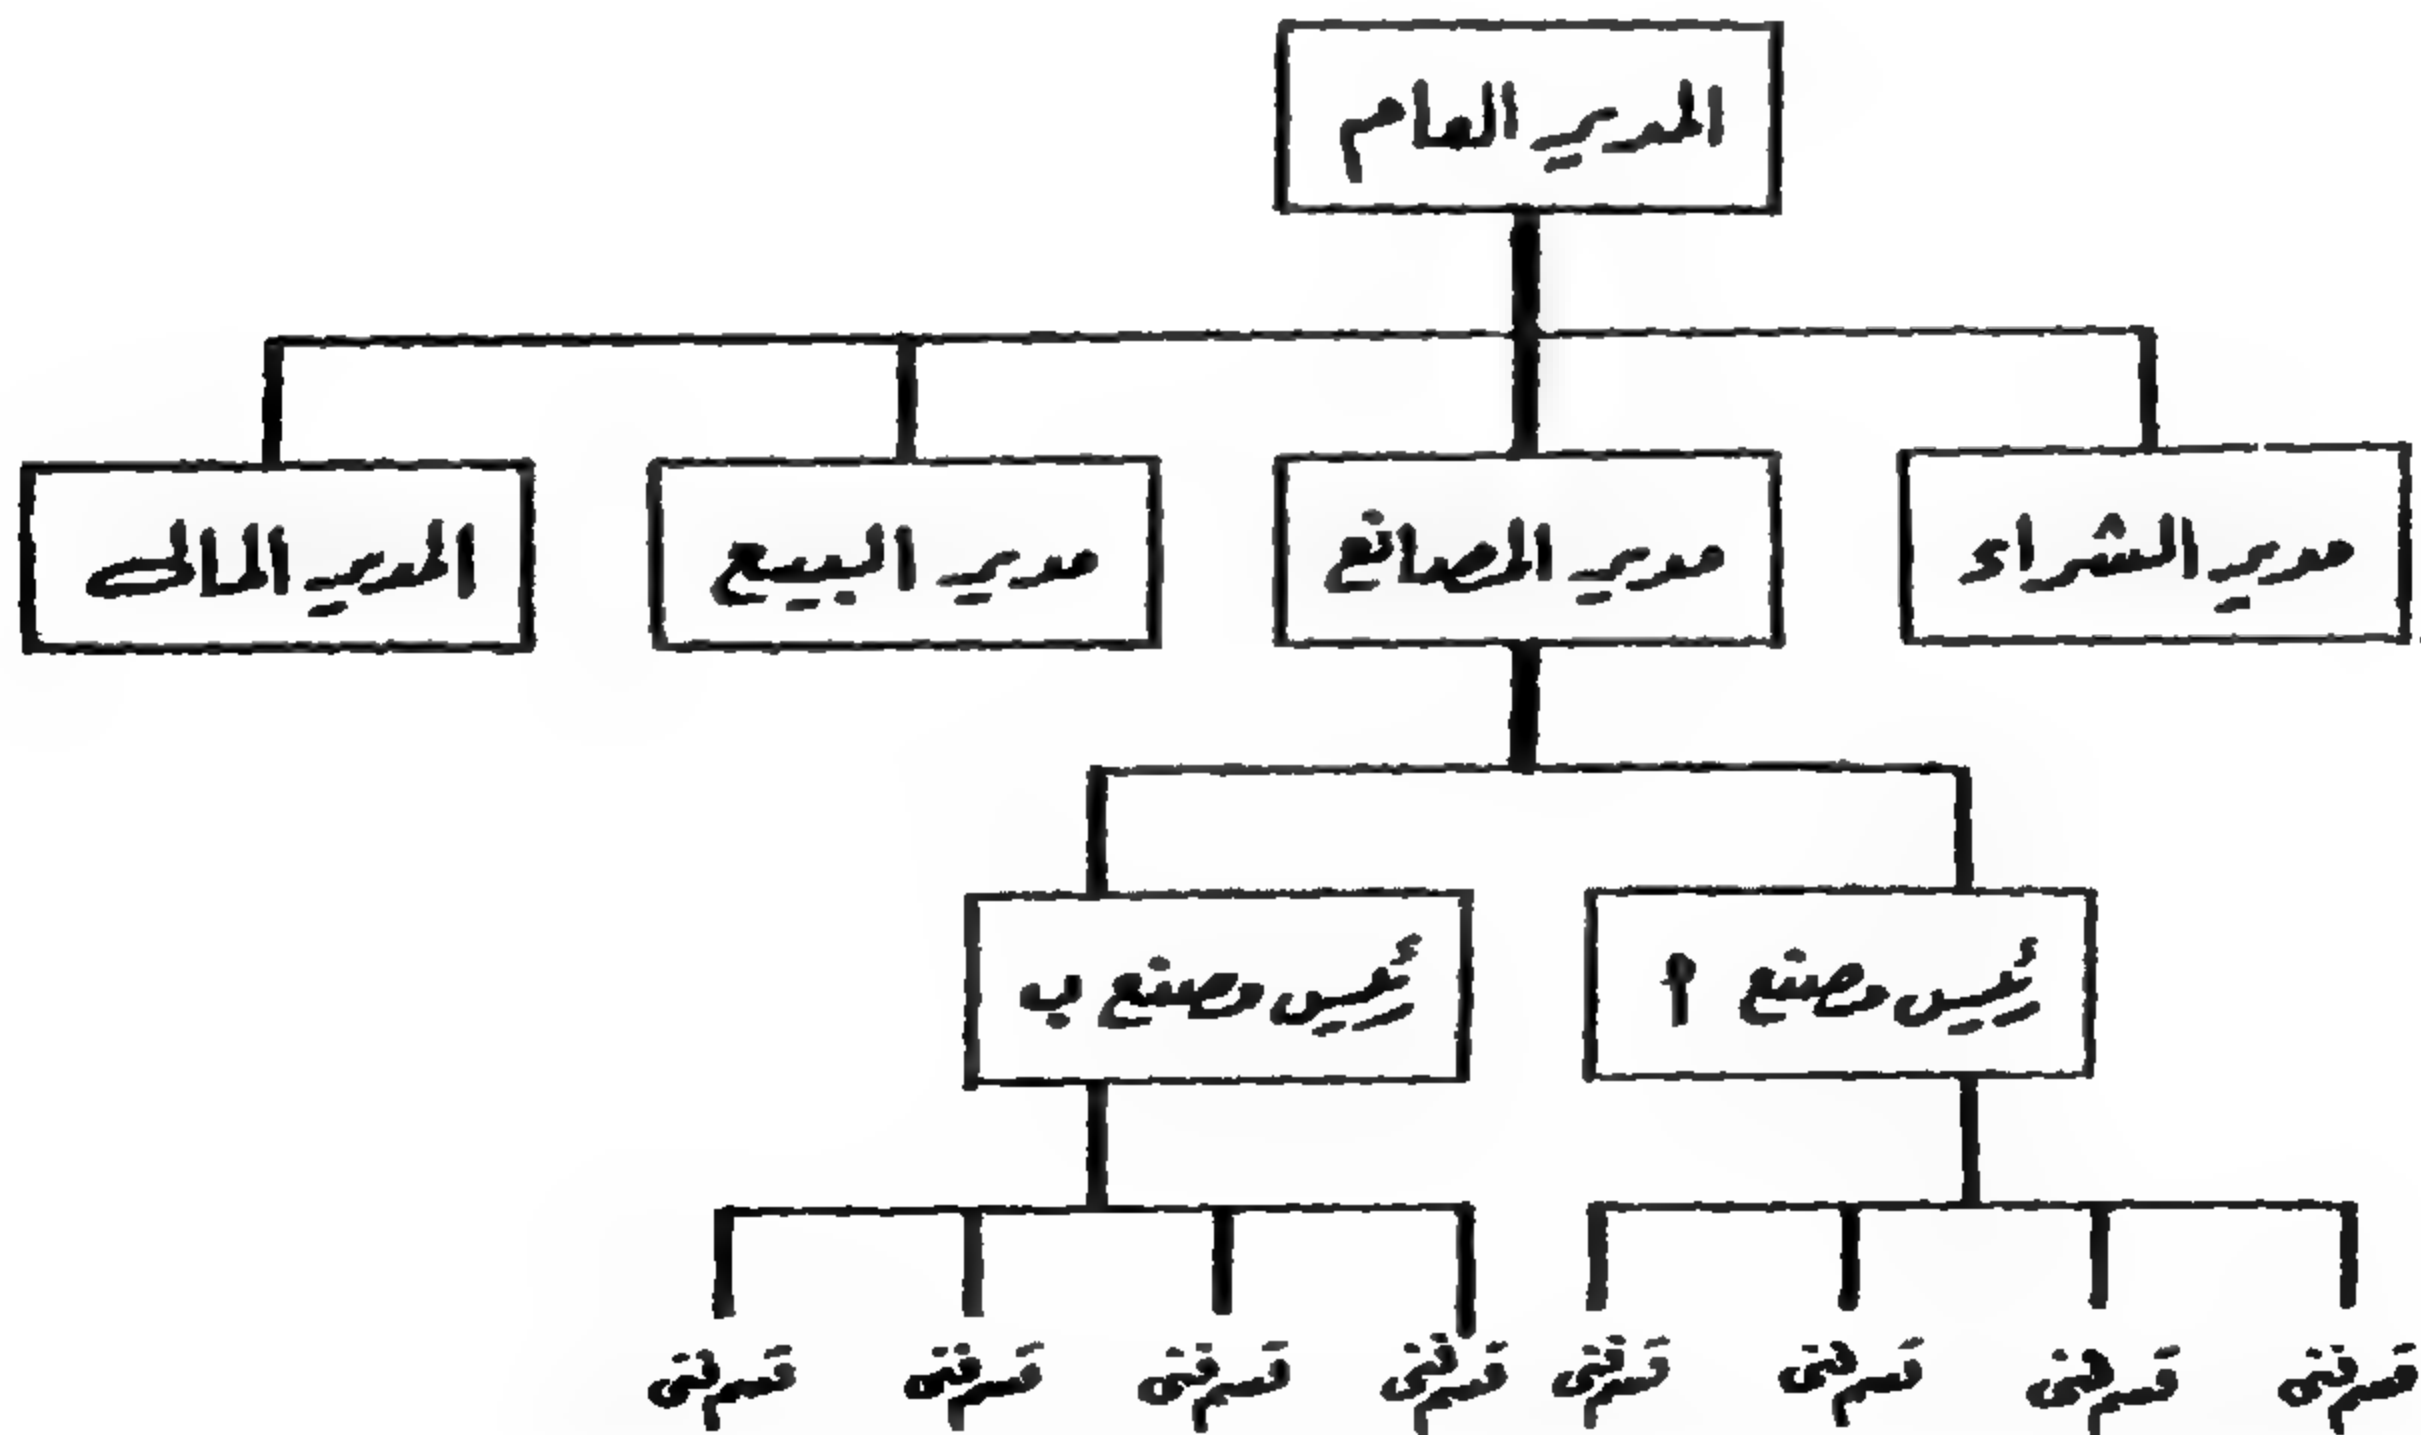 المدير العام
مدير الشراء
مدير المصانع
مدير البيع
المدير المالى
رئيس مصنع أ
رئيس مصنع ب
قسم فنى
قسم فنى
قسم فنى
قسم فنى
قسم فنى
قسم فنى
قسم فنى
قسم فنى